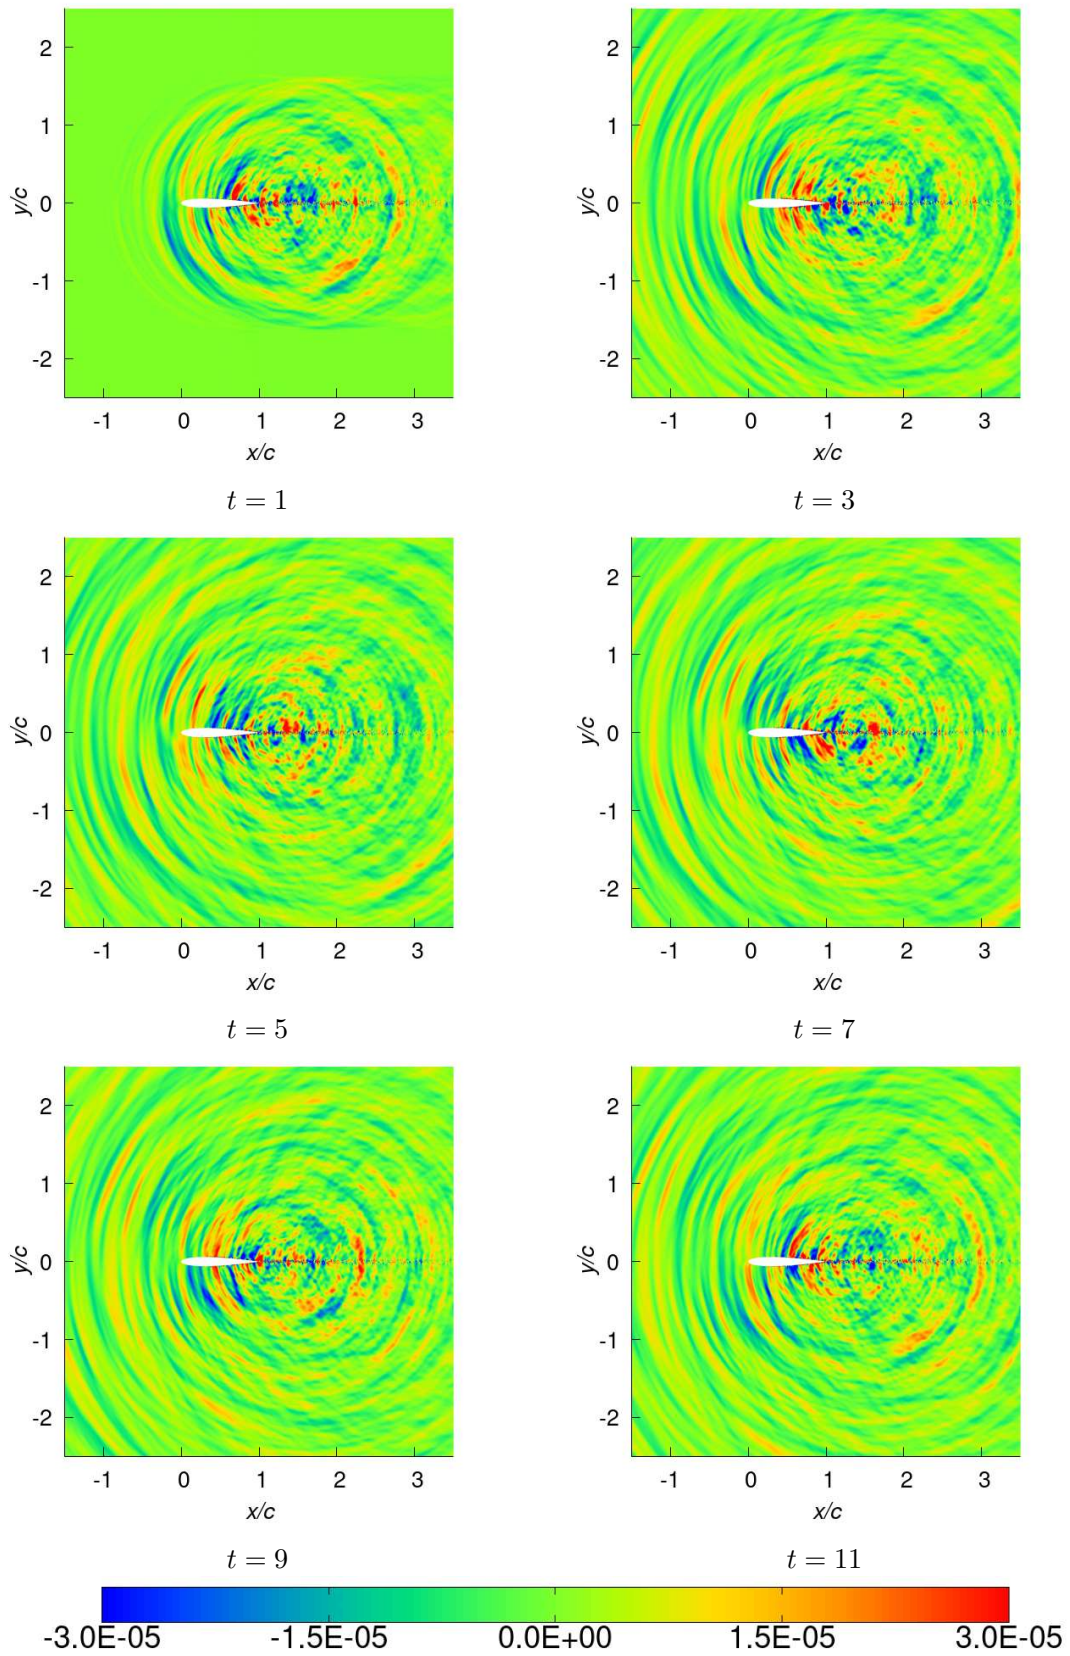 2 2
1 1
y/c 0 y/c 0
-1 -1
-2 -2
-1 0 1 2 3 -1 0 1 2 3
x/c x/c
t = 1 t = 3
2 2
1 1
y/c 0 y/c 0
-1 -1
-2 -2
-1 0 1 2 3 -1 0 1 2 3
x/c x/c
t = 5 t = 7
2 2
1 1
y/c 0 y/c 0
-1 -1
-2 -2
-1 0 1 2 3 -1 0 1 2 3
x/c x/c
t = 9 t = 11
-3.0E-05 -1.5E-05 0.0E+00 1.5E-05 3.0E-05